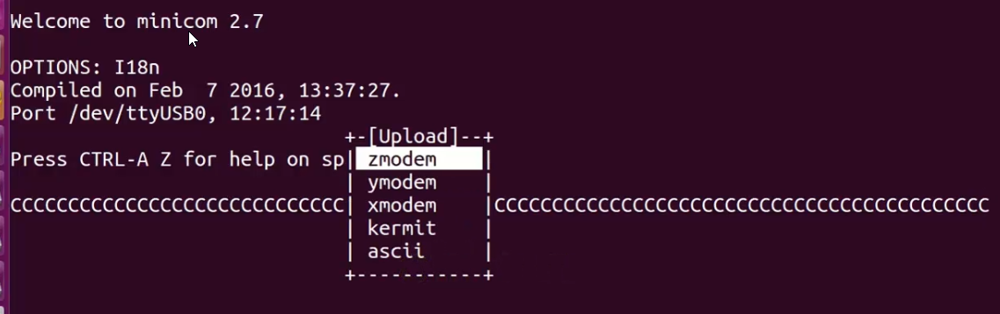 Welcome to minicom 2.7
OPTIONS: I18n
Compiled on Feb  7 2016, 13:37:27.
Port /dev/ttyUSB0, 12:17:14
+-[Upload]--+
Press CTRL-A Z for help on sp| zmodem    |
| ymodem    |
CCCCCCCCCCCCCCCCCCCCCCCCCCCCC| xmodem    |CCCCCCCCCCCCCCCCCCCCCCCCCCCCCCCCCCCCCCCCCCC
| kermit    |
| ascii     |
+-----------+